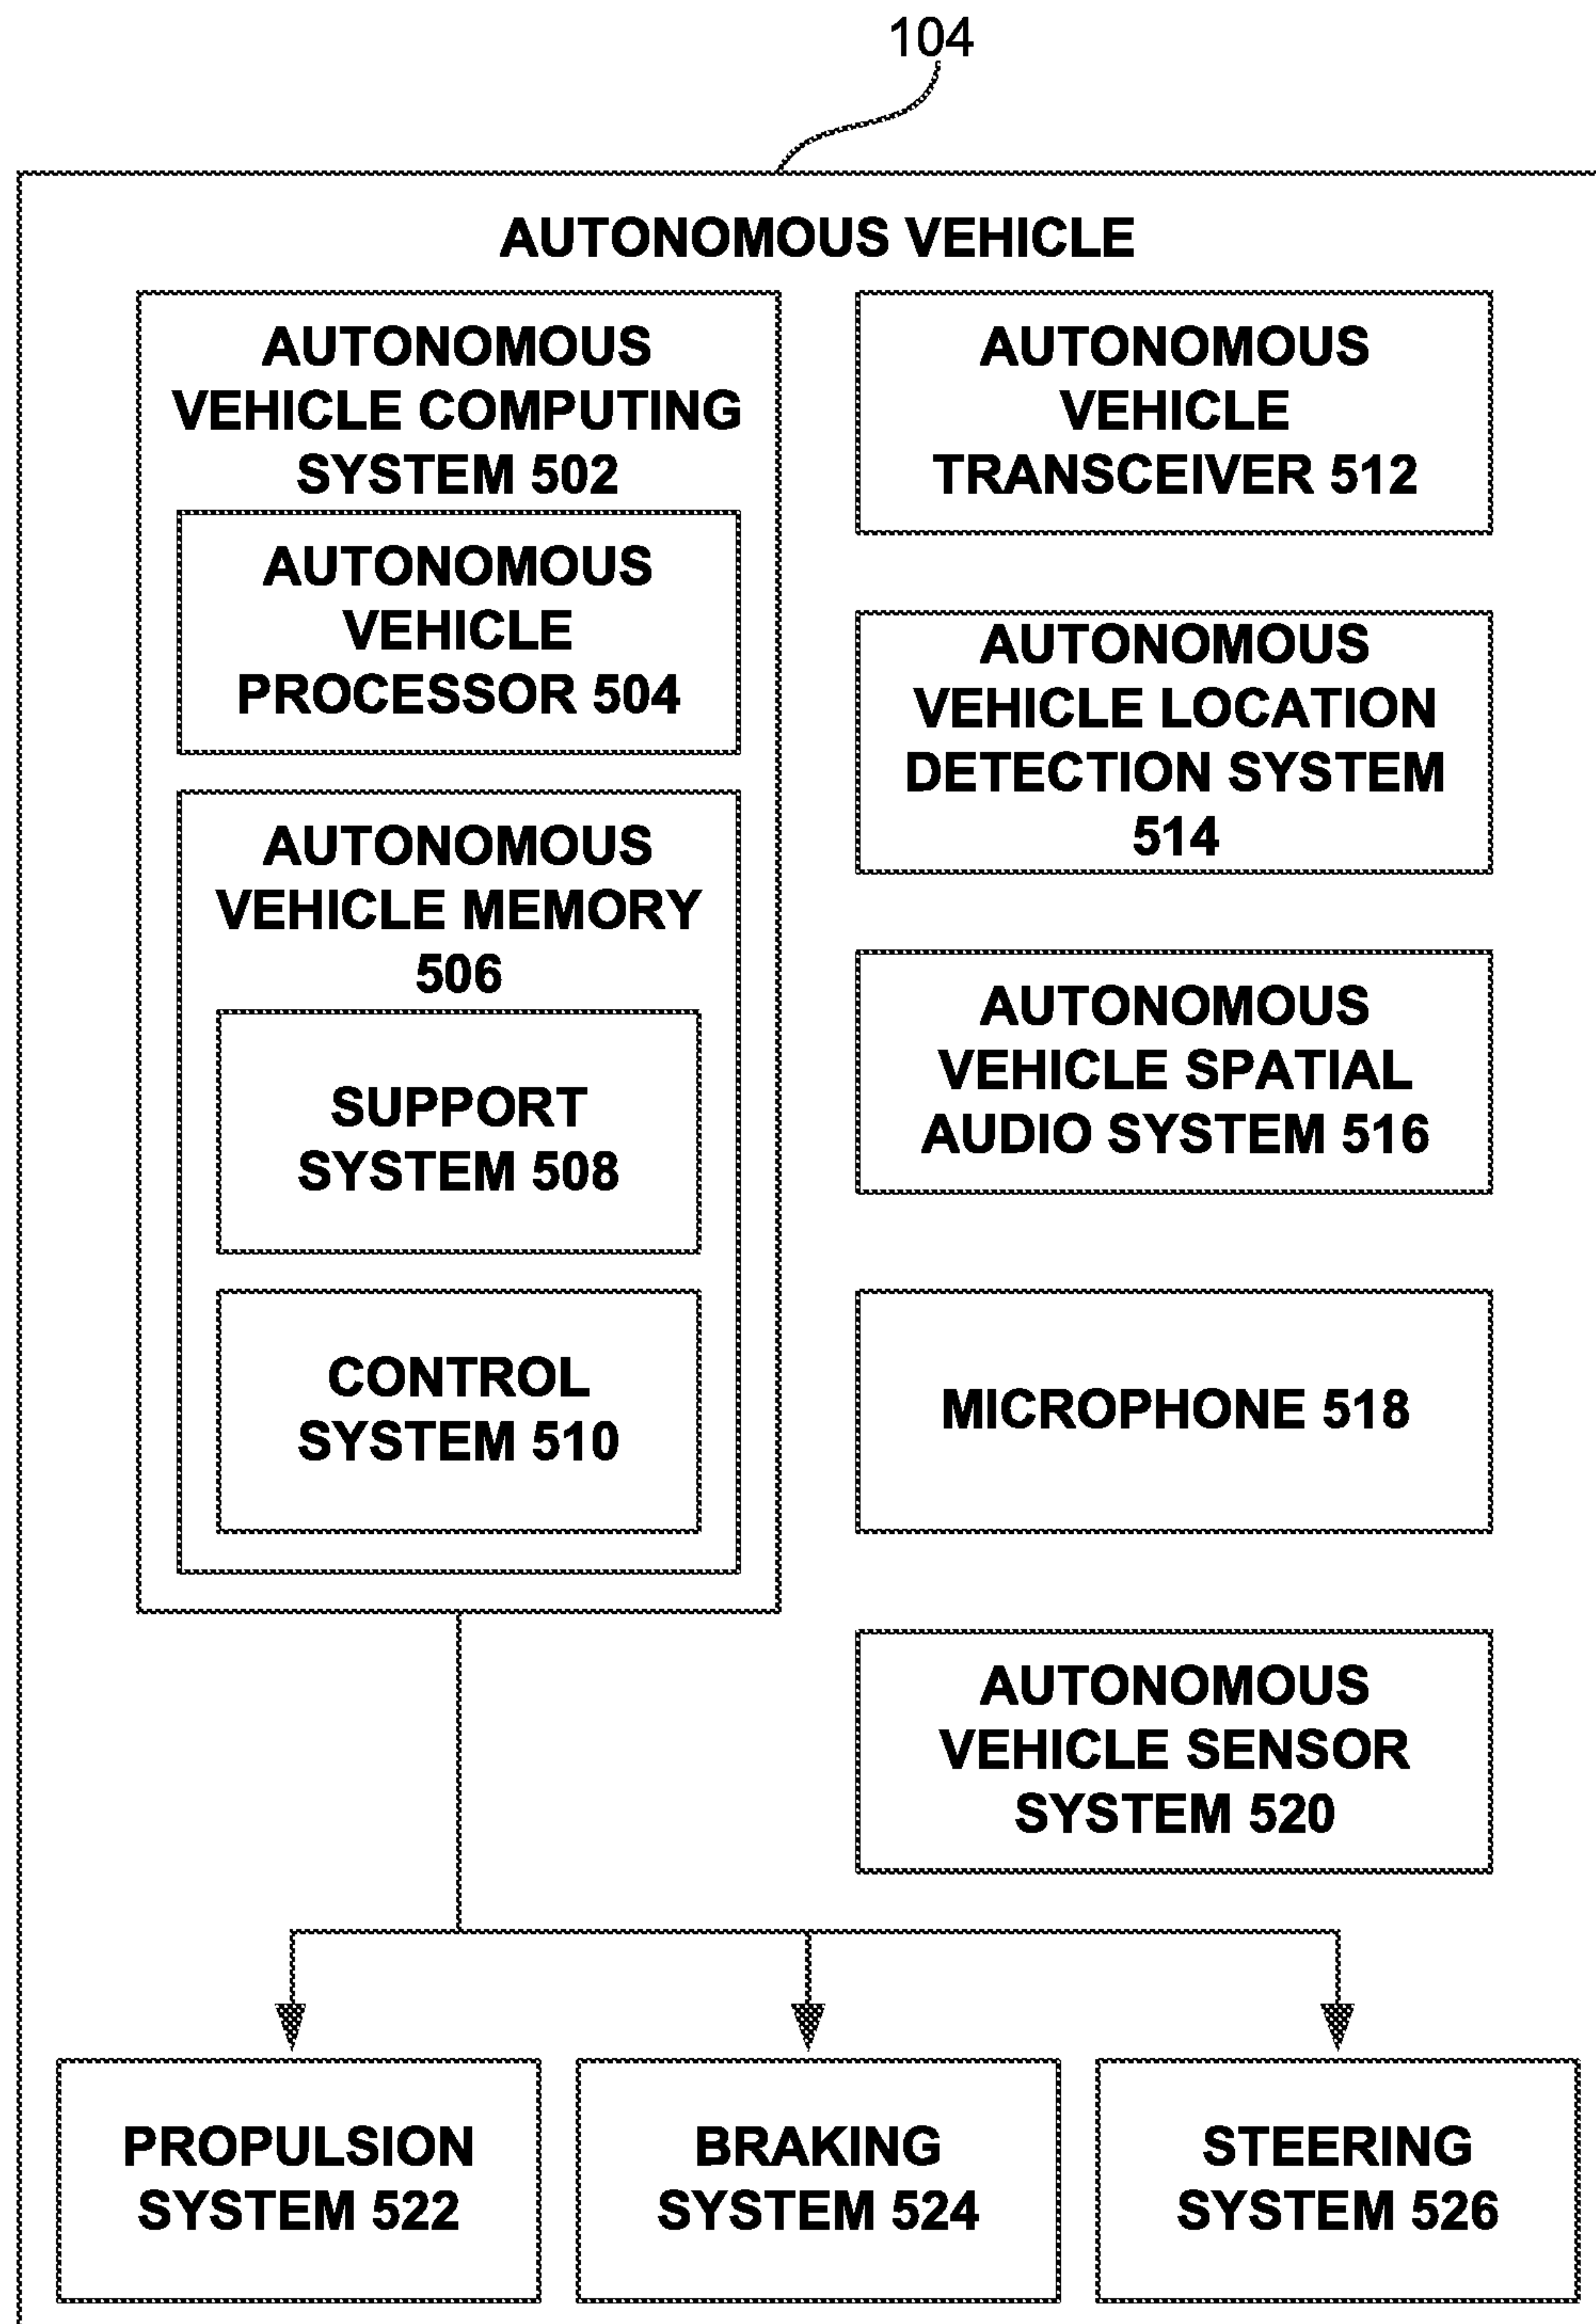 104
AUTONOMOUS VEHICLE
AUTONOMOUS
VEHICLE COMPUTING
SYSTEM 502
AUTONOMOUS
VEHICLE
PROCESSOR 504
AUTONOMOUS
VEHICLE MEMORY
506
SUPPORT
SYSTEM 508
CONTROL
SYSTEM 510
AUTONOMOUS
VEHICLE
TRANSCEIVER 512
AUTONOMOUS
VEHICLE LOCATION
DETECTION SYSTEM
514
AUTONOMOUS
VEHICLE SPATIAL
AUDIO SYSTEM 516
MICROPHONE 518
AUTONOMOUS
VEHICLE SENSOR
SYSTEM 520
PROPULSION
SYSTEM 522
BRAKING
SYSTEM 524
STEERING
SYSTEM 526